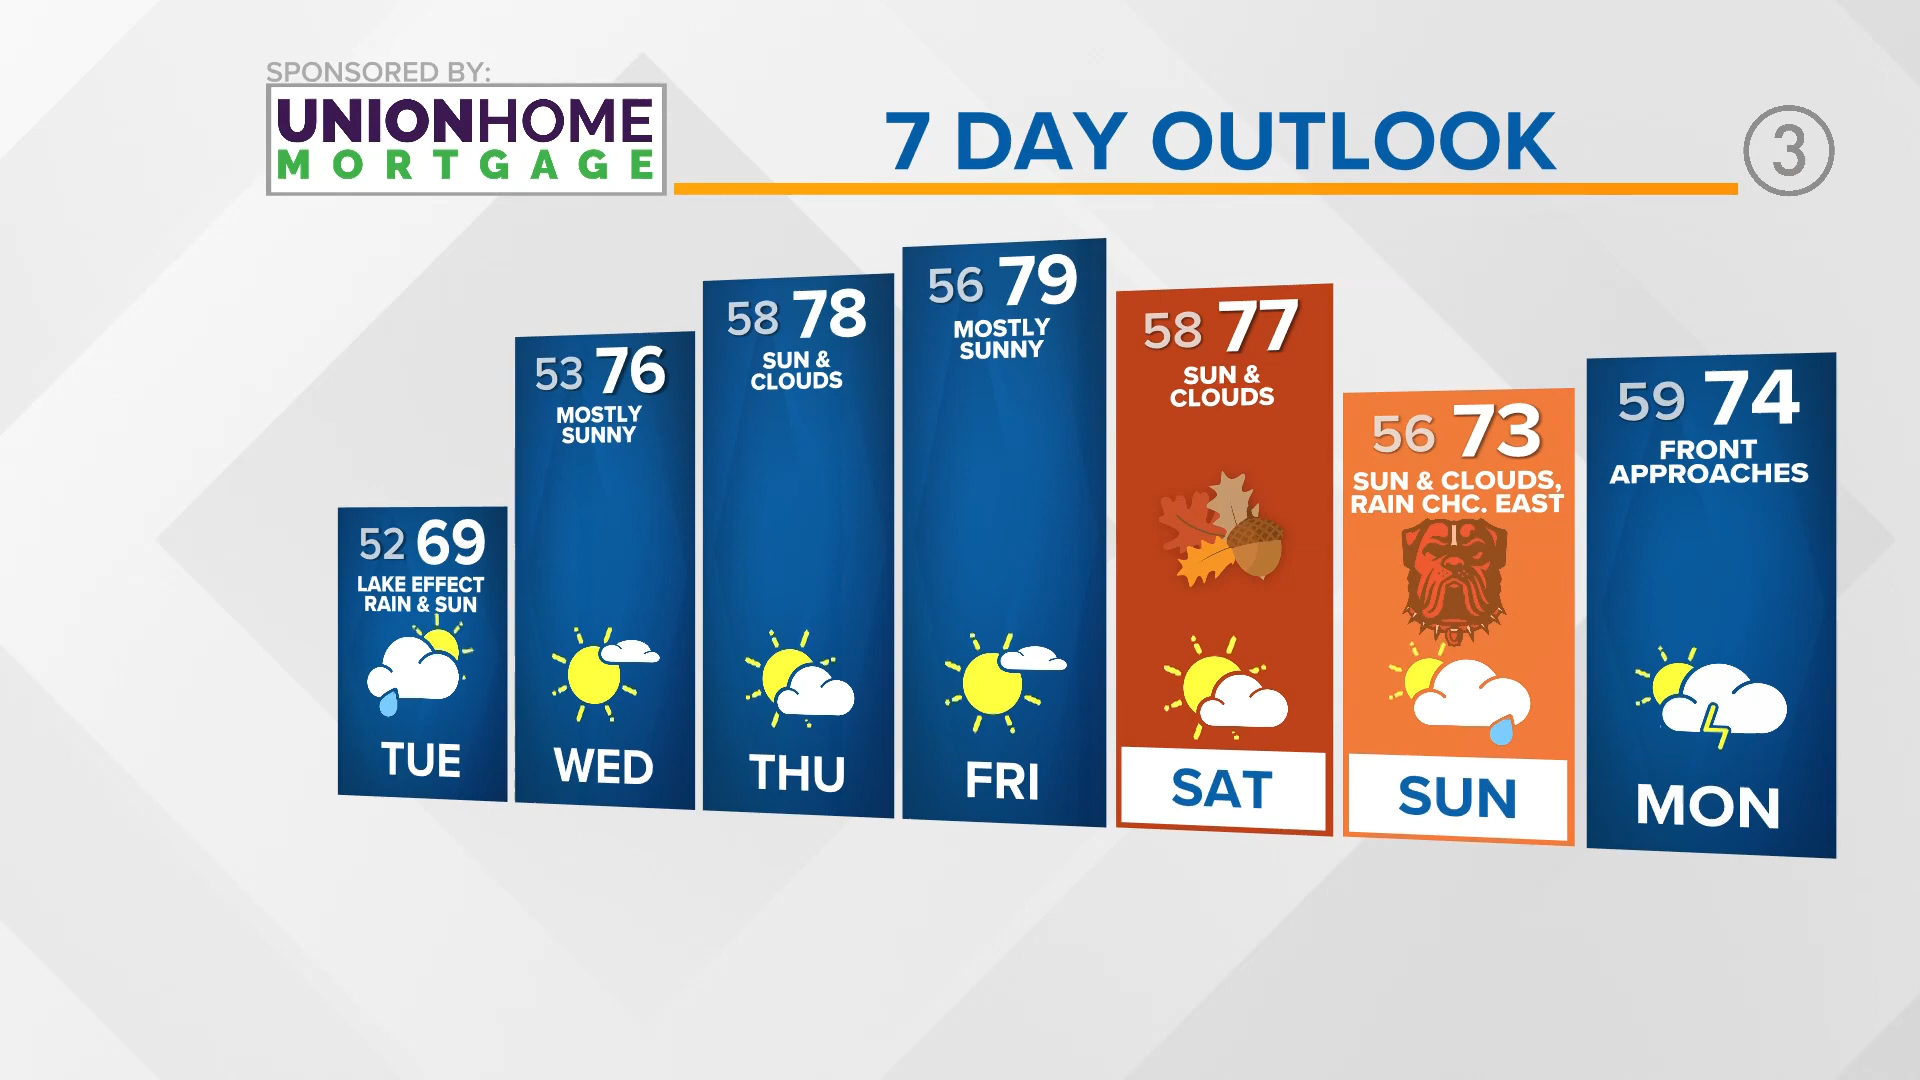 SPONSORED BY:
UNIONHOME
MORTGAGE
7 DAY OUTLOOK
3
52 69
LAKE EFFECT
RAIN & SUN
TUE
53 76
MOSTLY
SUNNY
WED
58 78
SUN &
CLOUDS
THU
56 79
MOSTLY
SUNNY
FRI
58 77
SUN &
CLOUDS
SAT
56 73
SUN & CLOUDS,
RAIN CHC. EAST
SUN
59 74
FRONT
APPROACHES
MON